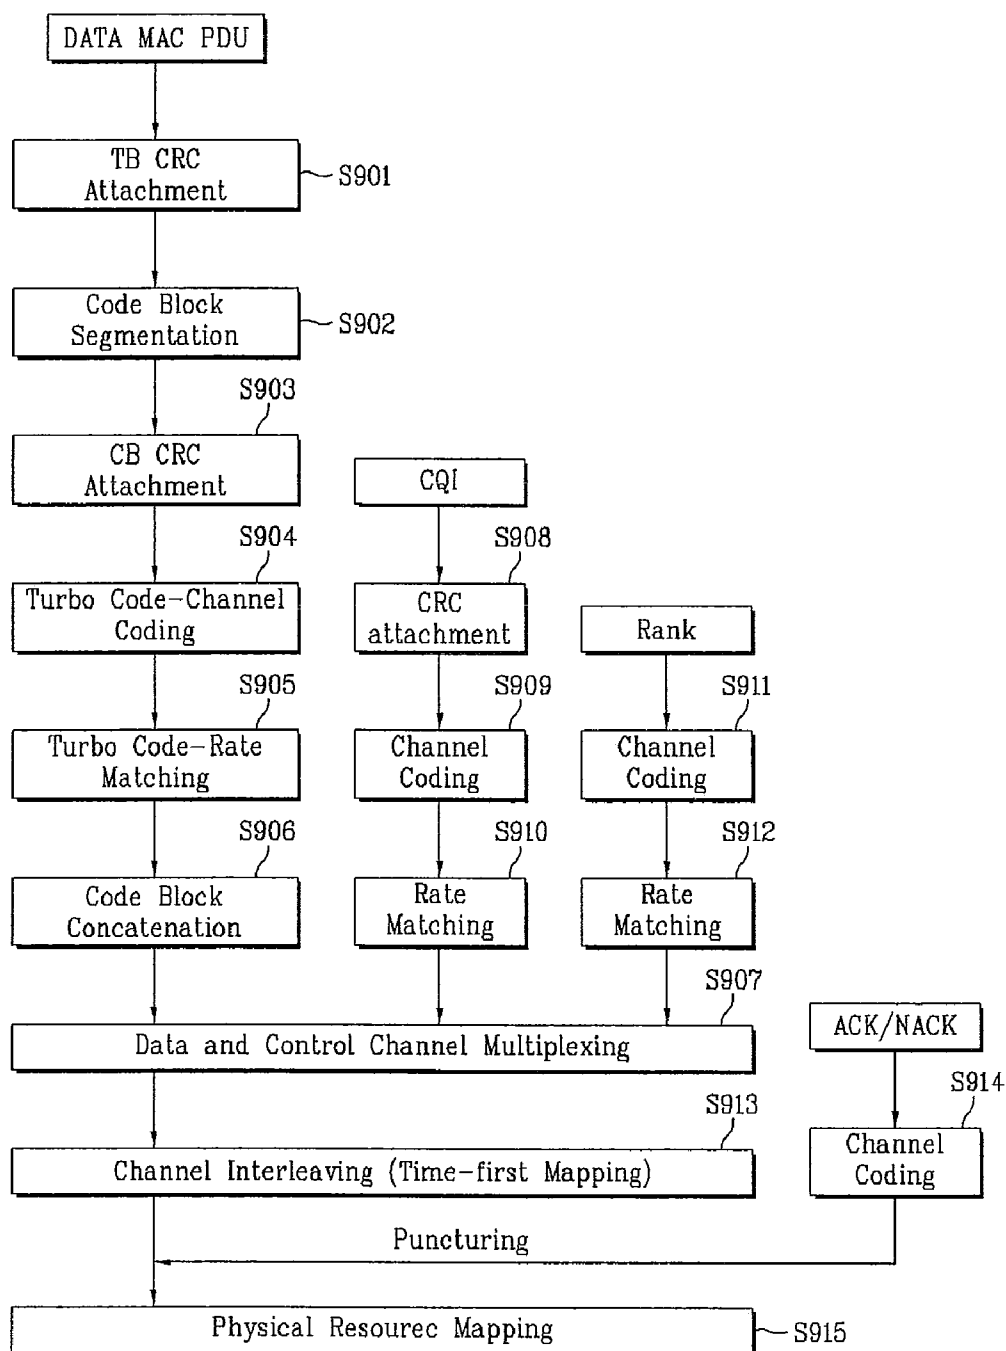 DATA MAC PDU
TB CRC
Attachment
S901
Code Block
Segmentation
S902
S903
CB CRC
Attachment
CQI
S904
S908
Turbo Code-Channel
Coding
CRC
attachment
Rank
S905
S909
S911
Turbo Code-Rate
Matching
Channel
Coding
Channel
Coding
S906
S910
S912
Code Block
Concatenation
Rate
Matching
Rate
Matching
S907
Data and Control Channel Multiplexing
ACK/NACK
S913
S914
Channel Interleaving (Time-first Mapping)
Channel
Coding
Puncturing
Physical Resourec Mapping
S915